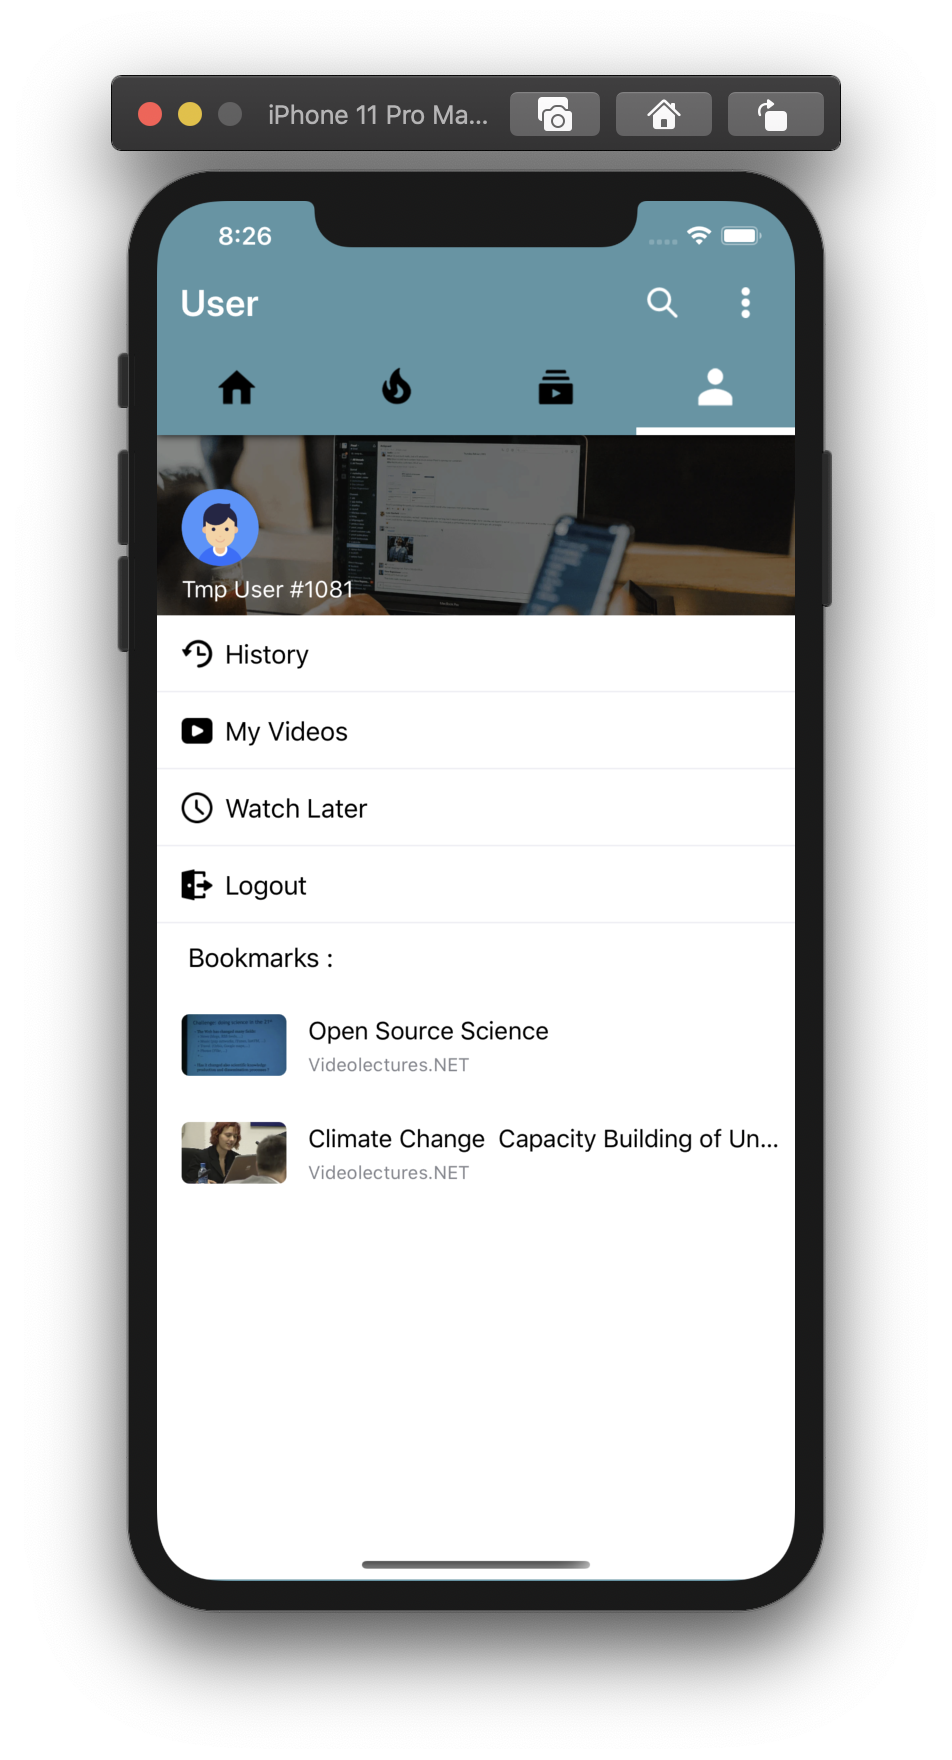 iPhone 11 Pro Ma...
8:26
User
Tmp User #1081
History
My Videos
Watch Later
Logout
Bookmarks :
Open Source Science
Videolectures.NET
Climate Change  Capacity Building of Un...
Videolectures.NET